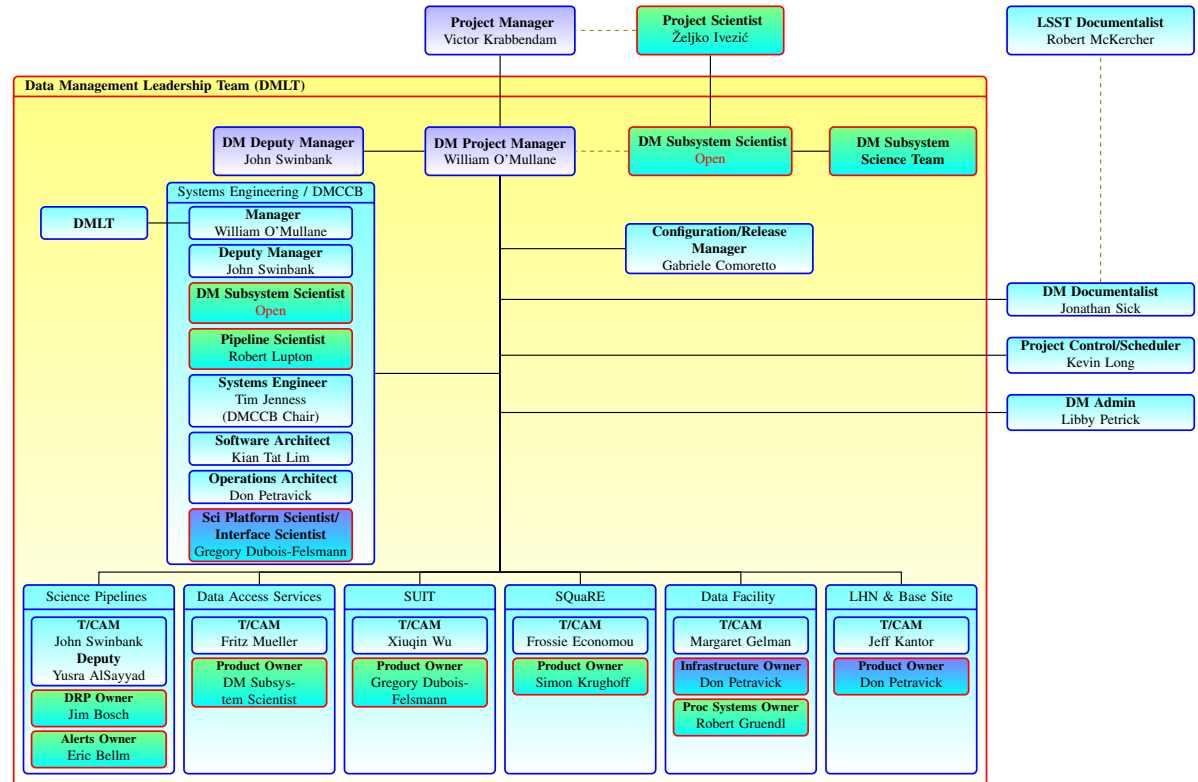 Project Manager
Victor Krabbendam
Project Scientist
Željko Ivezić
LSST Documentalist
Robert McKercher
Data Management Leadership Team (DMLT)
DM Deputy Manager
John Swinbank
DM Project Manager
William O'Mullane
DM Subsystem Scientist
Open
DM Subsystem
Science Team
Systems Engineering / DMCCB
DMLT
Manager
William O'Mullane
Deputy Manager
John Swinbank
DM Subsystem Scientist
Open
Pipeline Scientist
Robert Lupton
Systems Engineer
Tim Jenness
(DMCCB Chair)
Software Architect
Kian Tat Lim
Operations Architect
Don Petravick
Sci Platform Scientist/
Interface Scientist
Gregory Dubois-Felsmann
Configuration/Release
Manager
Gabriele Comoretto
DM Documentalist
Jonathan Sick
Project Control/Scheduler
Kevin Long
DM Admin
Libby Petrick
Science Pipelines
T/CAM
John Swinbank
Deputy
Yusra AlSayyad
DRP Owner
Jim Bosch
Alerts Owner
Eric Bellm
Data Access Services
T/CAM
Fritz Mueller
Product Owner
DM Subsys-
tem Scientist
SUIT
T/CAM
Xiuqin Wu
Product Owner
Gregory Dubois-
Felsmann
SQuaRE
T/CAM
Frossie Economou
Product Owner
Simon Krughoff
Data Facility
T/CAM
Margaret Gelman
Infrastructure Owner
Don Petravick
Proc Systems Owner
Robert Gruendl
LHN & Base Site
T/CAM
Jeff Kantor
Product Owner
Don Petravick